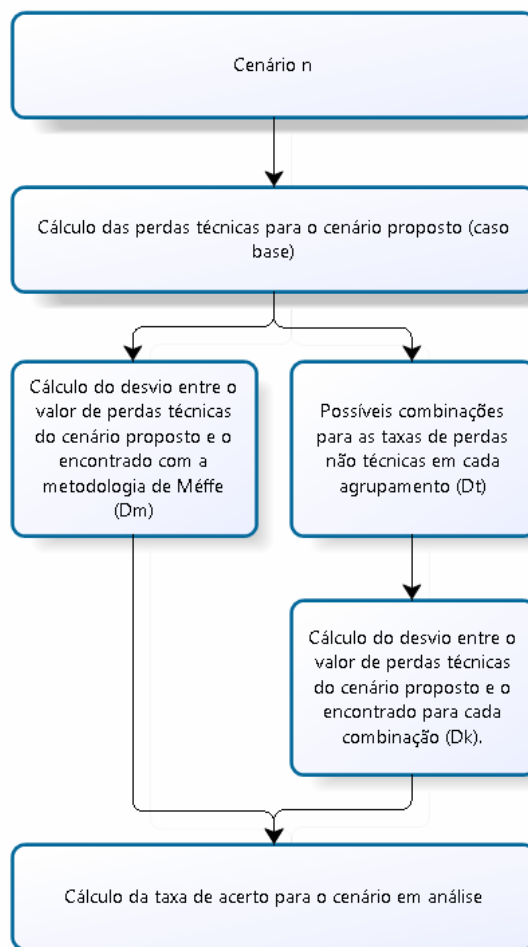 Cenário n
Cálculo das perdas técnicas para o cenário proposto (caso
base)
Cálculo do desvio entre o
valor de perdas técnicas
do cenário proposto e o
encontrado com a
metodologia de Méffe
(Dm)
Possíveis combinações
para as taxas de perdas
não técnicas em cada
agrupamento (Dt)
Cálculo do desvio entre o
valor de perdas técnicas
do cenário proposto e o
encontrado para cada
combinação (Dk).
Cálculo da taxa de acerto para o cenário em análise